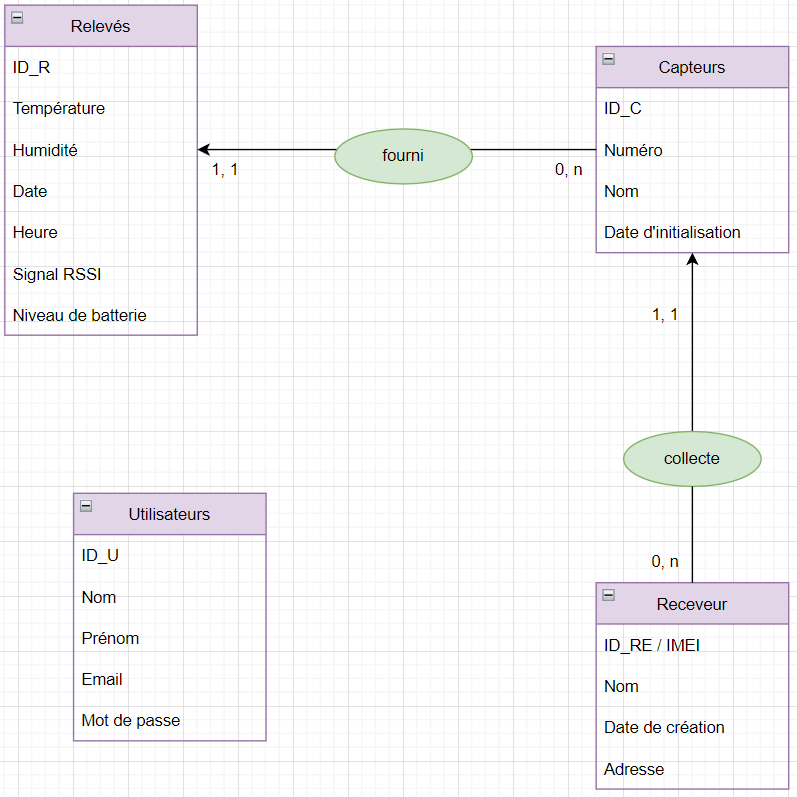 Relevés
ID_R
Température
Humidité
Date
Heure
Signal RSSI
Niveau de batterie
1, 1
fourni
0, n
Capteurs
ID_C
Numéro
Nom
Date d'initialisation
1, 1
collecte
0, n
Utilisateurs
ID_U
Nom
Prénom
Email
Mot de passe
Receveur
ID_RE / IMEI
Nom
Date de création
Adresse